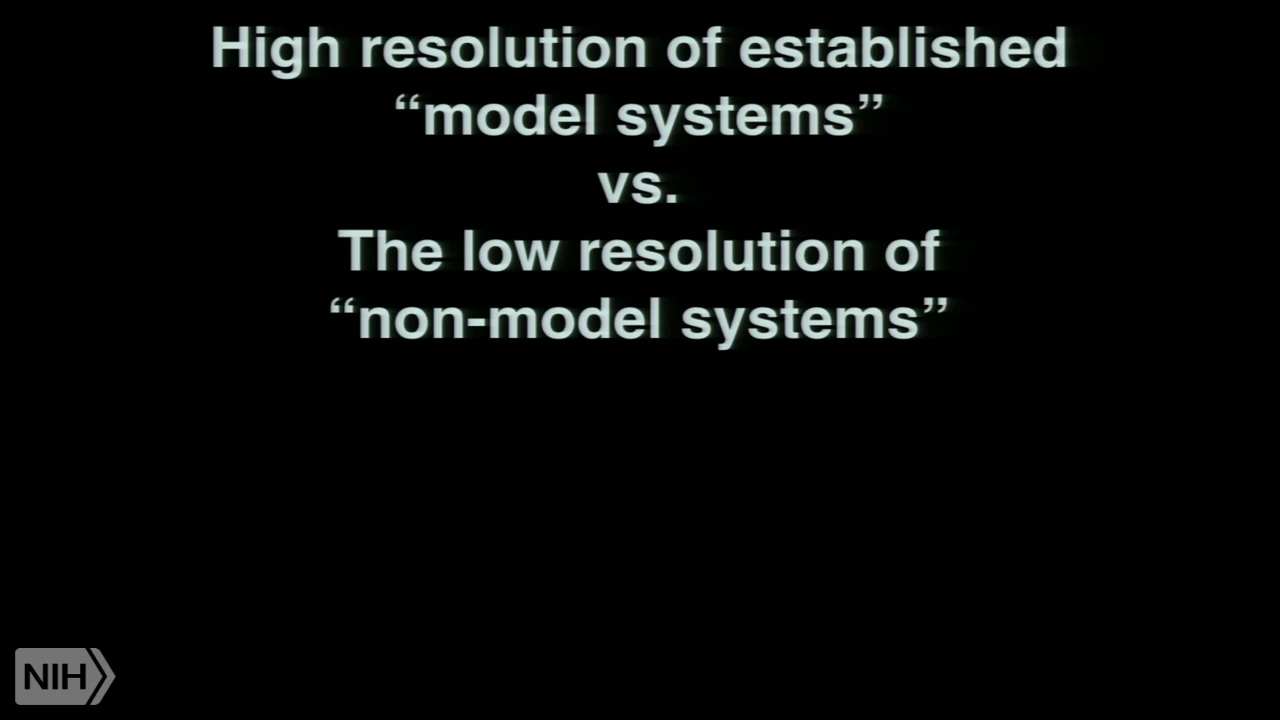 High resolution of established
“model systems”
vs.
The low resolution of
“non-model systems”
NIH